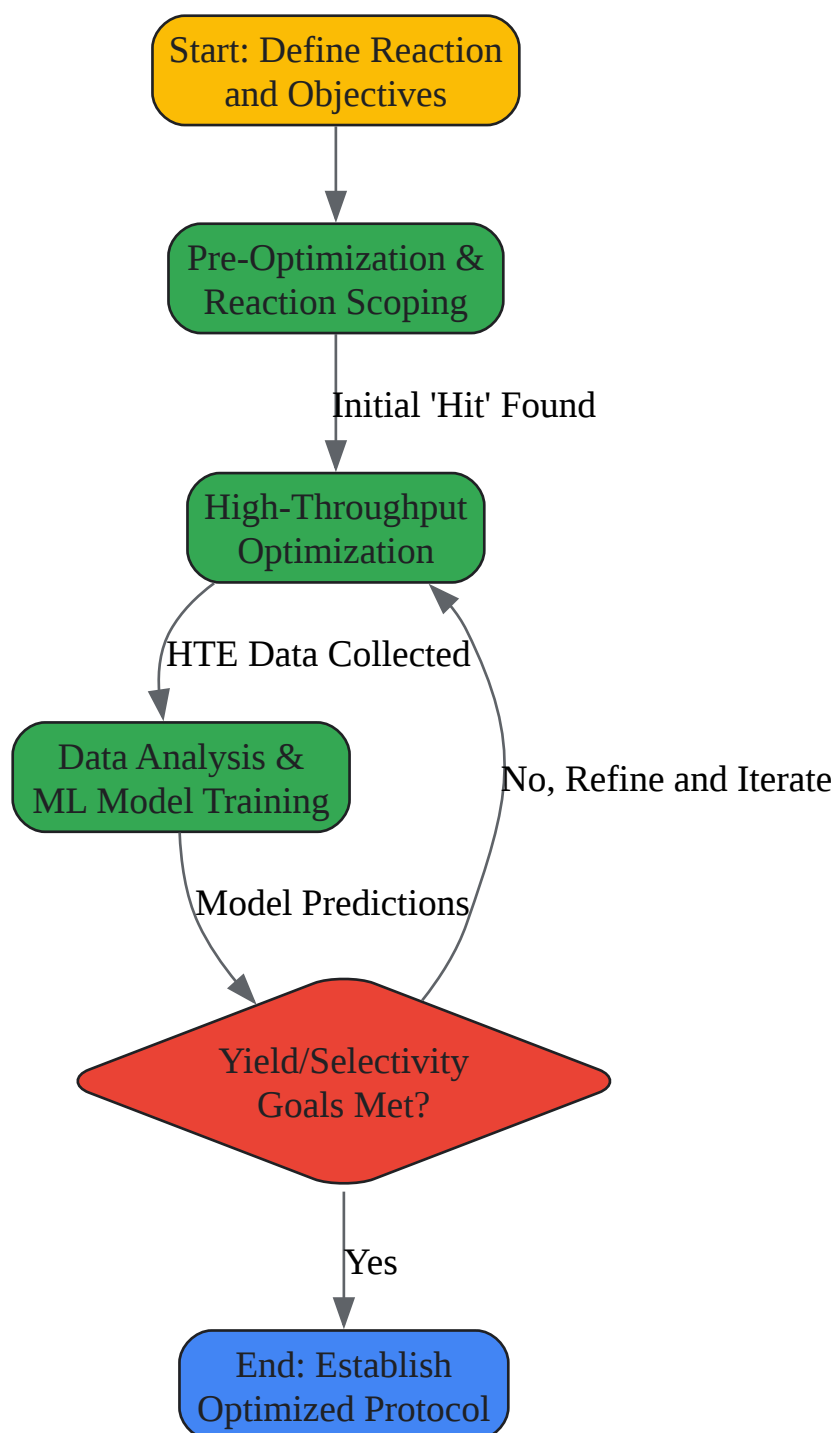 Start: Define Reaction
and Objectives
Pre-Optimization &
Reaction Scoping
Initial 'Hit' Found
High-Throughput
Optimization
HTE Data Collected
Data Analysis &
ML Model Training
No, Refine and Iterate
Model Predictions
Yield/Selectivity
Goals Met?
Yes
End: Establish
Optimized Protocol